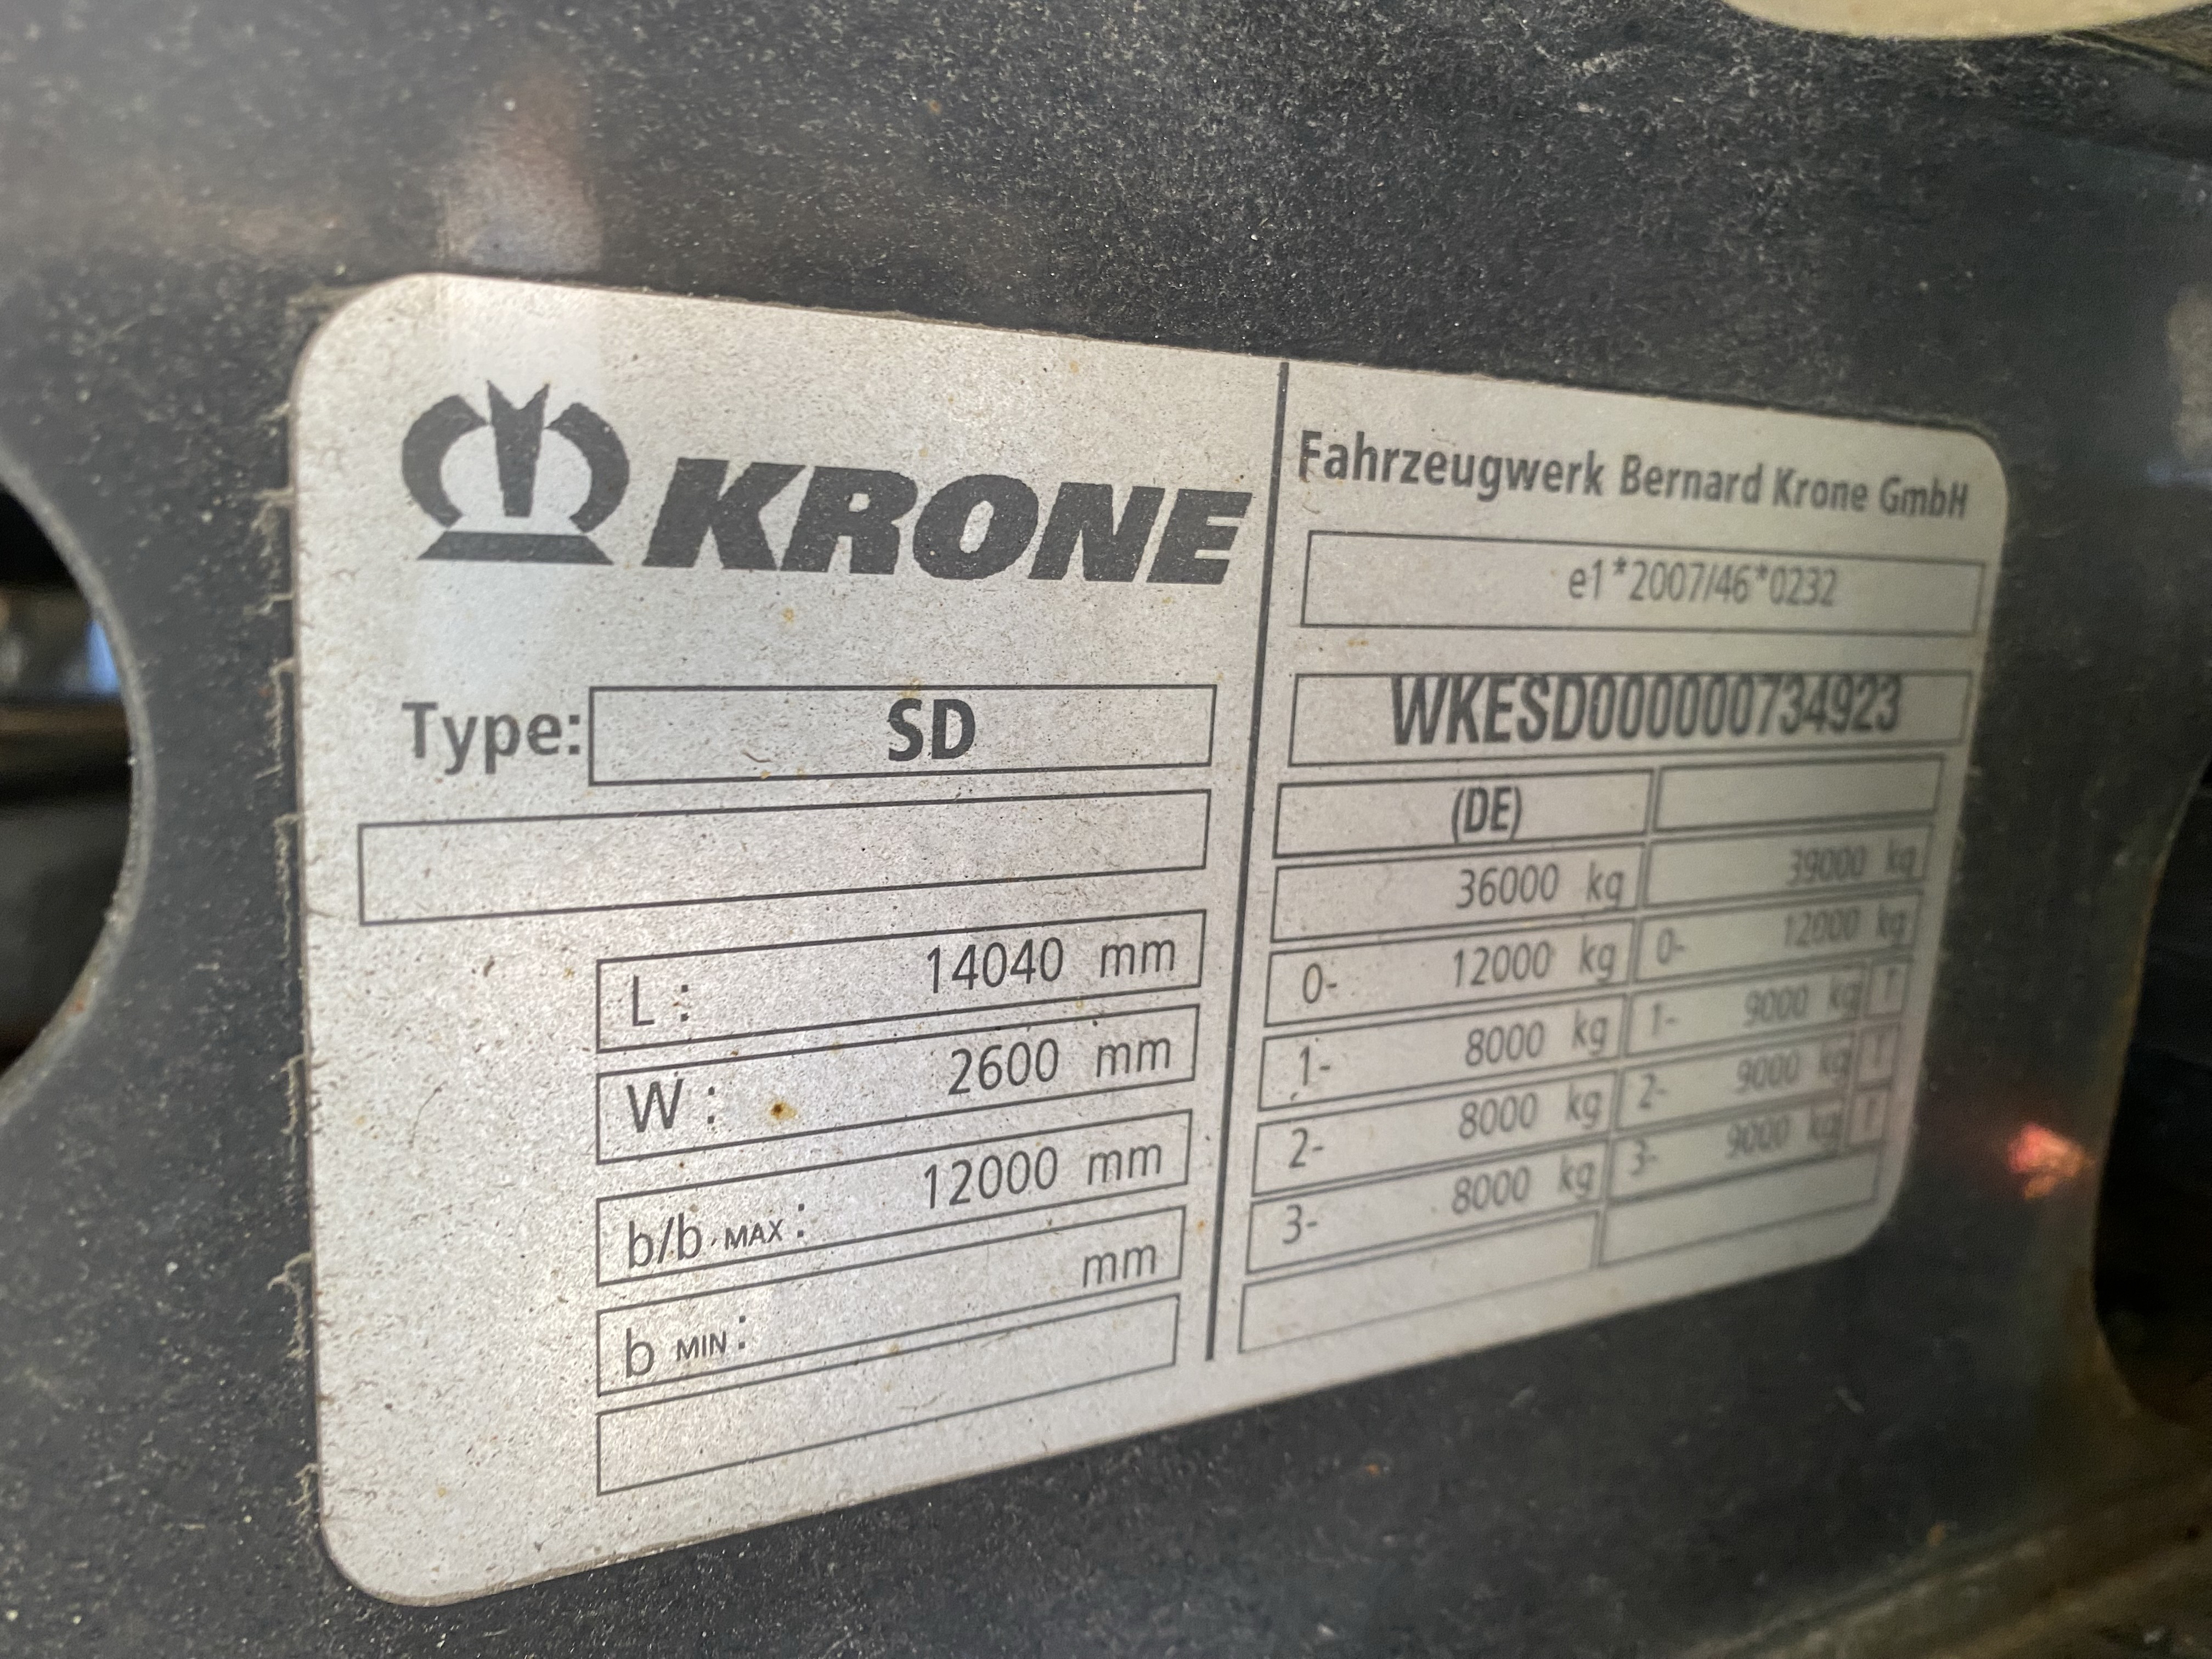 KRONE
Type: SD
L : 14040 mm
W : 2600 mm
b/b MAX : 12000 mm
b MIN : mm
Fahrzeugwerk Bernard Krone GmbH
e1*2007/46*0232
WKESD000000734923
(DE)
36000 kg 39000 kg
0- 12000 kg 0- 12000 kg
1- 8000 kg 1- 9000 kg T
2- 8000 kg 2- 9000 kg T
3- 8000 kg 3- 9000 kg T